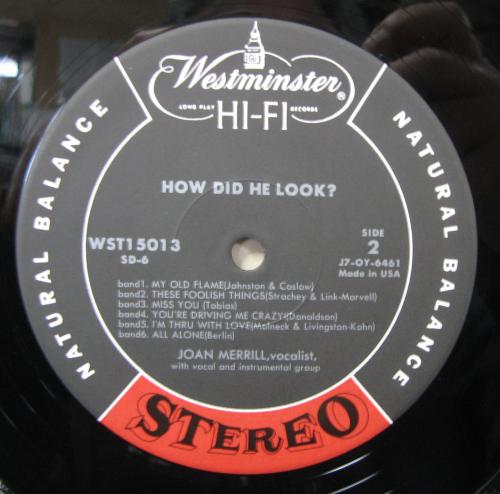 Westminster®
LONG PLAY RECORDS
HI-FI
NATURAL BALANCE
NATURAL BALANCE
HOW DID HE LOOK?
WST15013
SD-6
SIDE
2
J7-OY-6461
Made in USA
band1. MY OLD FLAME(Johnston & Coslow)
band2. THESE FOOLISH THINGS(Strachey & Link-Marvell)
band3. MISS YOU (Tobias)
band4. YOU'RE DRIVING ME CRAZY(Donaldson)
band5. I'M THRU WITH LOVE(Malneck & Livingston-Kahn)
band6. ALL ALONE(Berlin)
JOAN MERRILL,vocalist,
with vocal and instrumental group
STEREO